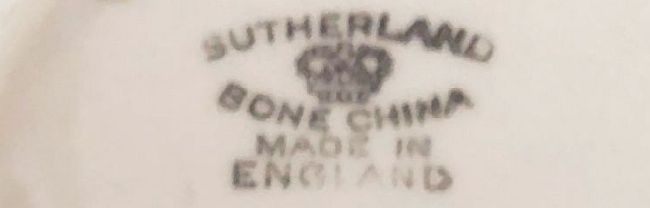 SUTHERLAND
BONE CHINA
MADE IN
ENGLAND